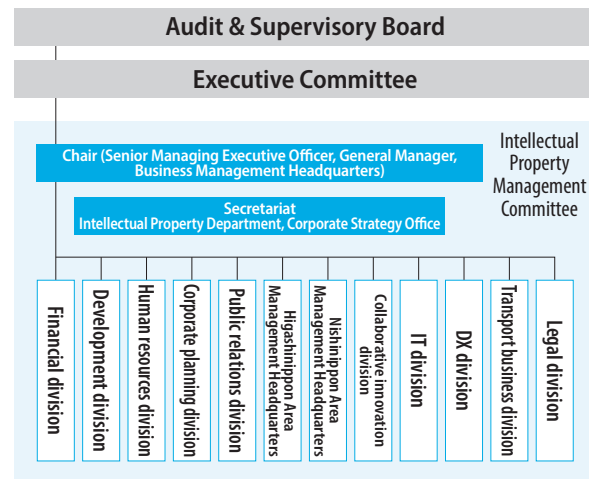 Audit & Supervisory Board
Executive Committee
Intellectual
Property
Management
Committee
Chair (Senior Managing Executive Officer, General Manager,
Business Management Headquarters)
Secretariat
Intellectual Property Department, Corporate Strategy Office
Financial division
Development division
Human resources division
Corporate planning division
Public relations division
Higashinippon Area
Management Headquarters
Nishinippon Area
Management Headquarters
Collaborative innovation
division
IT division
DX division
Transport business division
Legal division